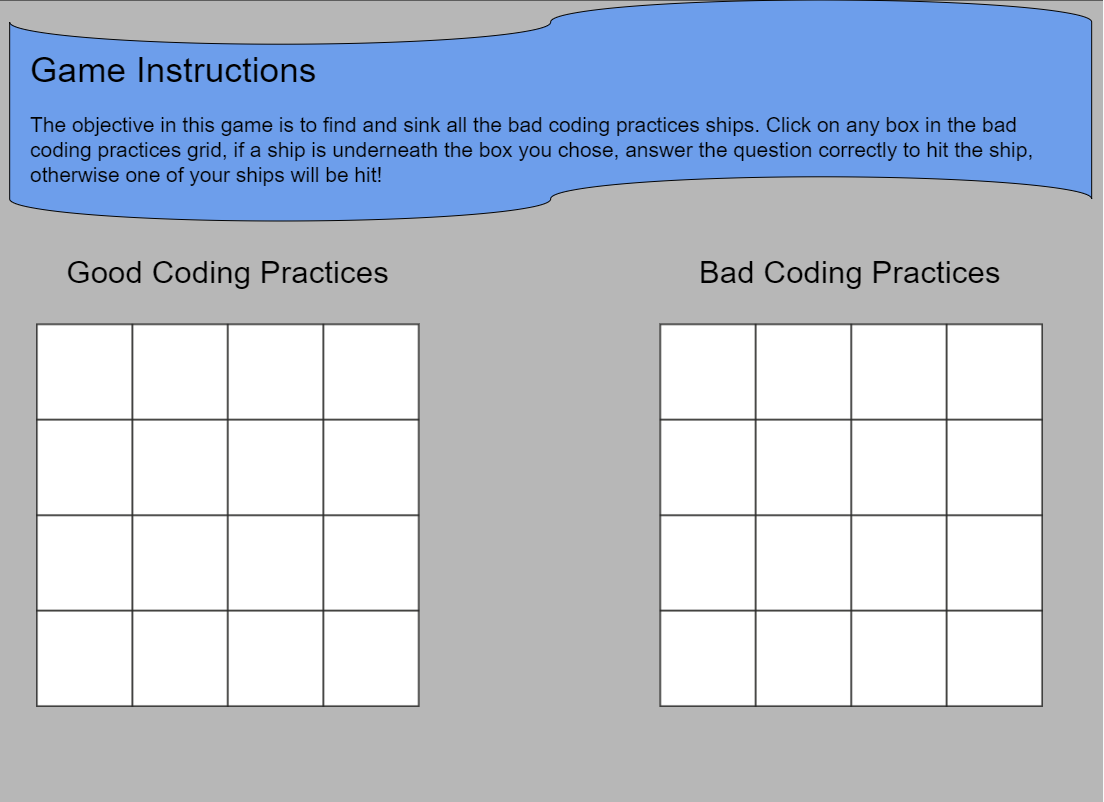 Game Instructions
The objective in this game is to find and sink all the bad coding practices ships. Click on any box in the bad
coding practices grid, if a ship is underneath the box you chose, answer the question correctly to hit the ship,
otherwise one of your ships will be hit!
Good Coding Practices
Bad Coding Practices